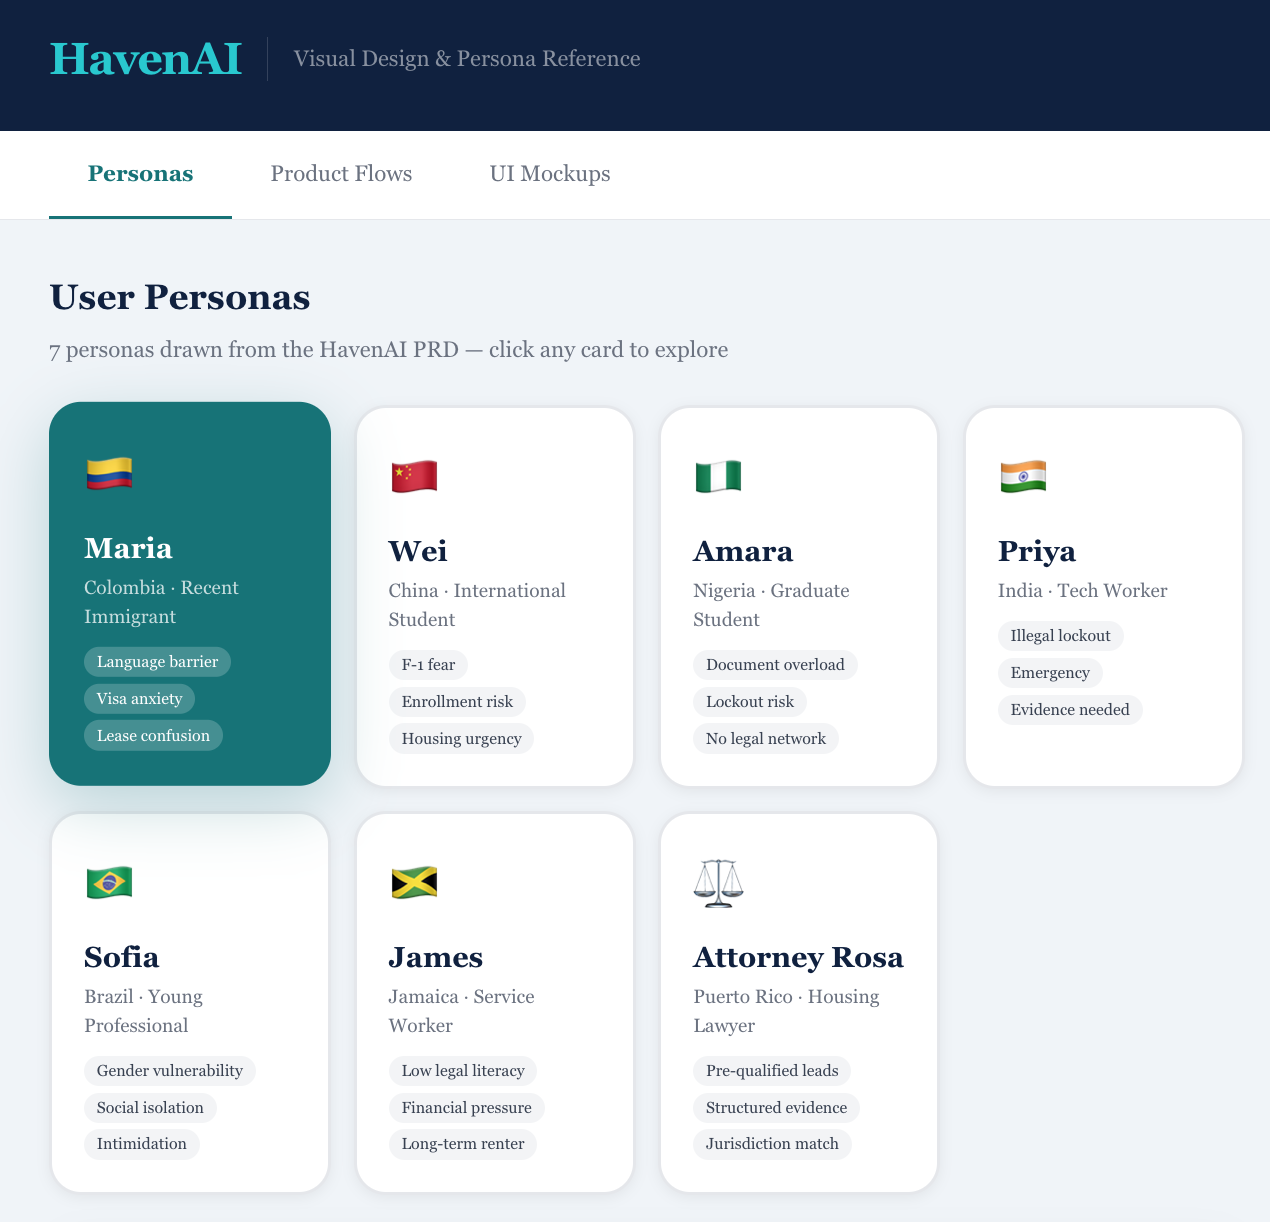 HavenAI
Visual Design & Persona Reference
Personas
Product Flows
UI Mockups
User Personas
7 personas drawn from the HavenAI PRD — click any card to explore
Maria
Colombia · Recent
Immigrant
Language barrier
Visa anxiety
Lease confusion
Wei
China · International
Student
F-1 fear
Enrollment risk
Housing urgency
Amara
Nigeria · Graduate
Student
Document overload
Lockout risk
No legal network
Priya
India · Tech Worker
Illegal lockout
Emergency
Evidence needed
Sofia
Brazil · Young
Professional
Gender vulnerability
Social isolation
Intimidation
James
Jamaica · Service
Worker
Low legal literacy
Financial pressure
Long-term renter
Attorney Rosa
Puerto Rico · Housing
Lawyer
Pre-qualified leads
Structured evidence
Jurisdiction match